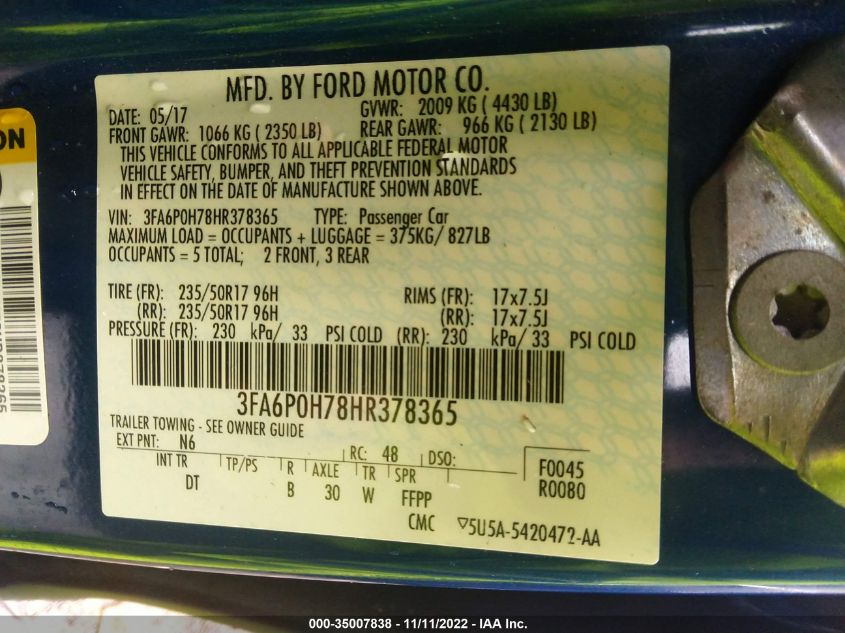 MFD. BY FORD MOTOR CO.
DATE: 05/17 GVWR: 2009 KG ( 4430 LB)
FRONT GAWR: 1066 KG ( 2350 LB) REAR GAWR: 966 KG ( 2130 LB)
THIS VEHICLE CONFORMS TO ALL APPLICABLE FEDERAL MOTOR
VEHICLE SAFETY, BUMPER, AND THEFT PREVENTION STANDARDS
IN EFFECT ON THE DATE OF MANUFACTURE SHOWN ABOVE.
VIN: 3FA6P0H78HR378365 TYPE: Passenger Car
MAXIMUM LOAD = OCCUPANTS + LUGGAGE = 375KG/ 827LB
OCCUPANTS = 5 TOTAL; 2 FRONT, 3 REAR
TIRE (FR): 235/50R17 96H RIMS (FR): 17x7.5J
(RR): 235/50R17 96H (RR): 17x7.5J
PRESSURE (FR): 230 kPa/ 33 PSI COLD (RR): 230 kPa/ 33 PSI COLD
3FA6P0H78HR378365
TRAILER TOWING - SEE OWNER GUIDE
EXT PNT: N6 RC: 48 DSO:
INT TR TP/PS R AXLE TR SPR F0045
DT B 30 W FFPP R0080
CMC ▽5U5A-5420472-AA
ON
000-35007838 - 11/11/2022 - IAA Inc.